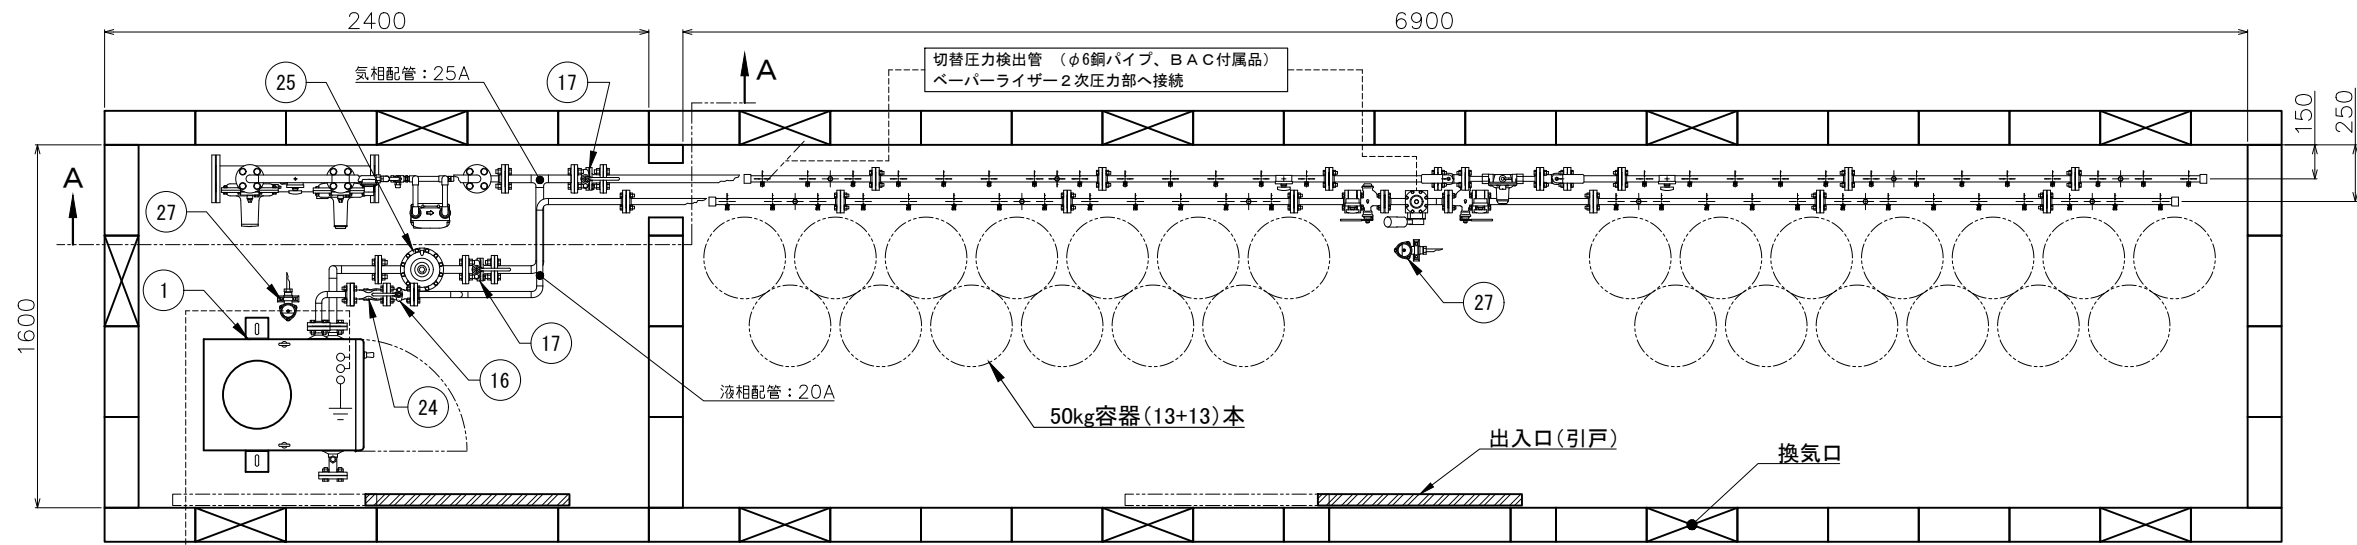 2400
6900
切替圧力検出管 (φ6銅パイプ、BAC付属品)
ベーパーライザー2次圧力部へ接続
気相配管:25A
25
17
A
150
250
A
27
1
1600
27
17
16
24
液相配管:20A
50kg容器(13+13)本
出入口(引戸)
換気口